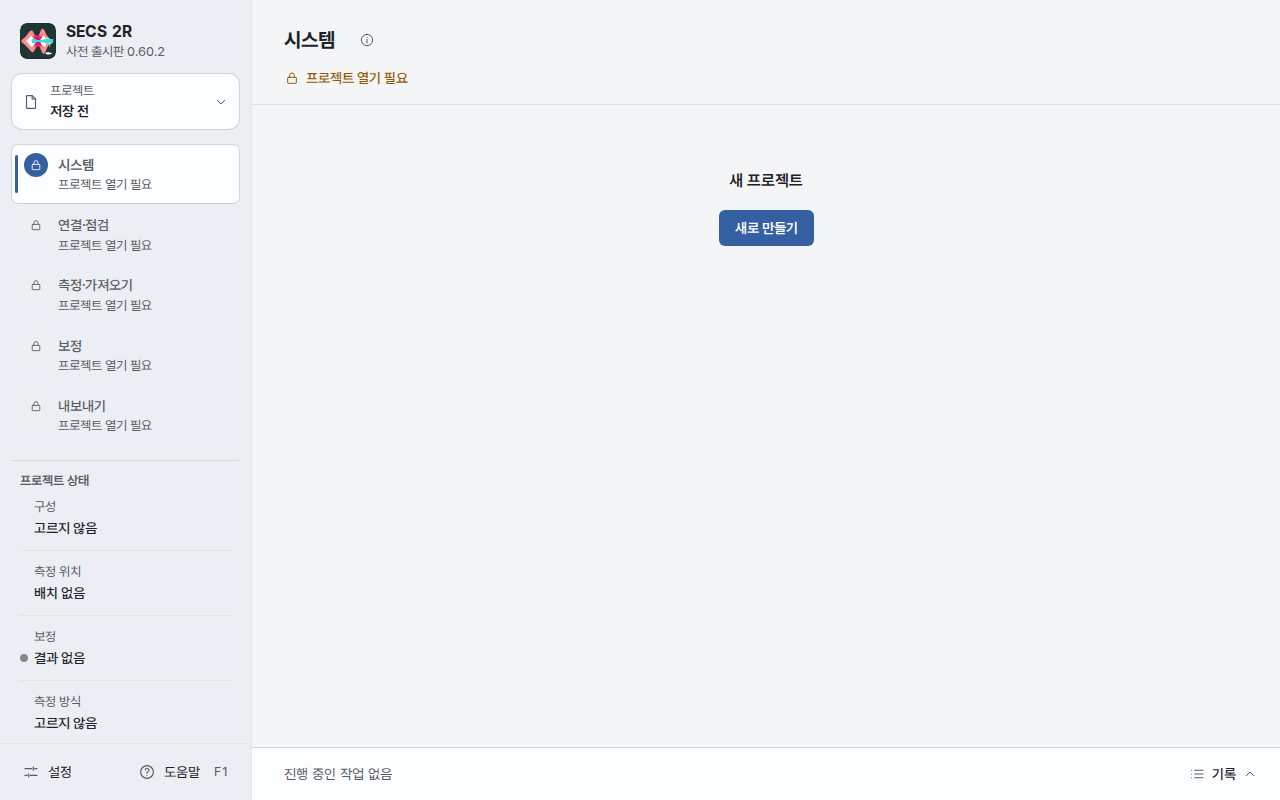 SECS 2R
사전 출시판 0.60.2
프로젝트
저장 전
시스템
프로젝트 열기 필요
연결·점검
프로젝트 열기 필요
측정·가져오기
프로젝트 열기 필요
보정
프로젝트 열기 필요
내보내기
프로젝트 열기 필요
프로젝트 상태
구성
고르지 않음
측정 위치
배치 없음
보정
결과 없음
측정 방식
고르지 않음
설정
도움말 F1
시스템
프로젝트 열기 필요
새 프로젝트
새로 만들기
진행 중인 작업 없음
기록